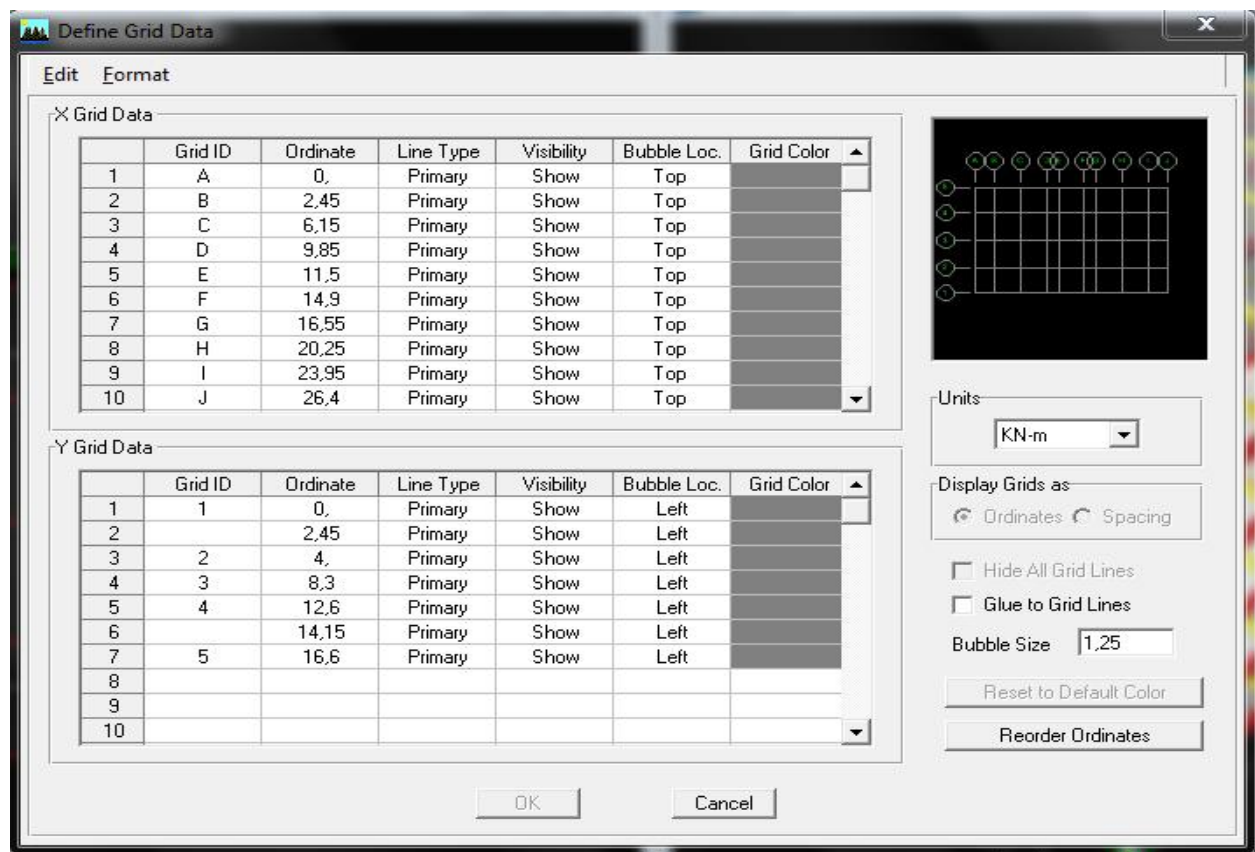 Define Grid Data
Edit Format
X Grid Data
Grid ID Ordinate Line Type Visibility Bubble Loc. Grid Color
1 A 0, Primary Show Top
2 B 2,45 Primary Show Top
3 C 6,15 Primary Show Top
4 D 9,85 Primary Show Top
5 E 11,5 Primary Show Top
6 F 14,9 Primary Show Top
7 G 16,55 Primary Show Top
8 H 20,25 Primary Show Top
9 I 23,95 Primary Show Top
10 J 26,4 Primary Show Top
Y Grid Data
Grid ID Ordinate Line Type Visibility Bubble Loc. Grid Color
1 1 0, Primary Show Left
2 2,45 Primary Show Left
3 2 4, Primary Show Left
4 3 8,3 Primary Show Left
5 4 12,6 Primary Show Left
6 14,15 Primary Show Left
7 5 16,6 Primary Show Left
8
9
10
Units
KN-m
Display Grids as
Ordinates Spacing
Hide All Grid Lines
Glue to Grid Lines
Bubble Size 1,25
Reset to Default Color
Reorder Ordinates
OK Cancel